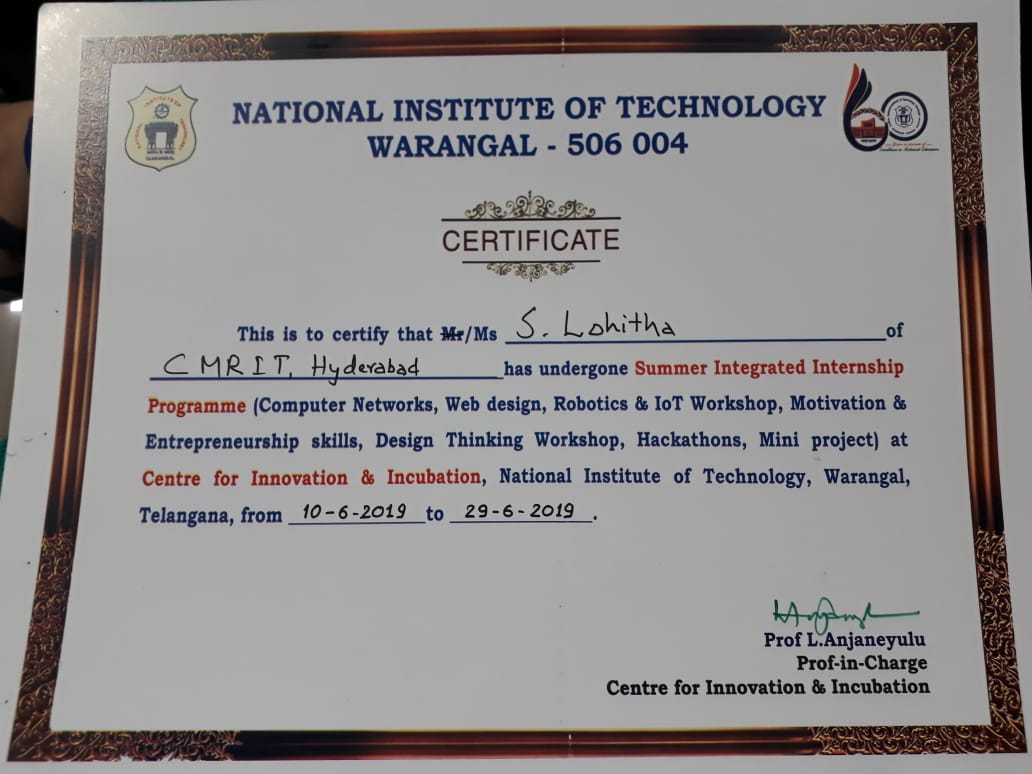 NATIONAL INSTITUTE OF TECHNOLOGY
WARANGAL - 506 004
CERTIFICATE
This is to certify that Mr/Ms S. Lohitha of
CMRIT, Hyderabad has undergone Summer Integrated Internship
Programme (Computer Networks, Web design, Robotics & IoT Workshop, Motivation &
Entrepreneurship skills, Design Thinking Workshop, Hackathons, Mini project) at
Centre for Innovation & Incubation, National Institute of Technology, Warangal,
Telangana, from 10-6-2019 to 29-6-2019.
Prof L.Anjaneyulu
Prof-in-Charge
Centre for Innovation & Incubation